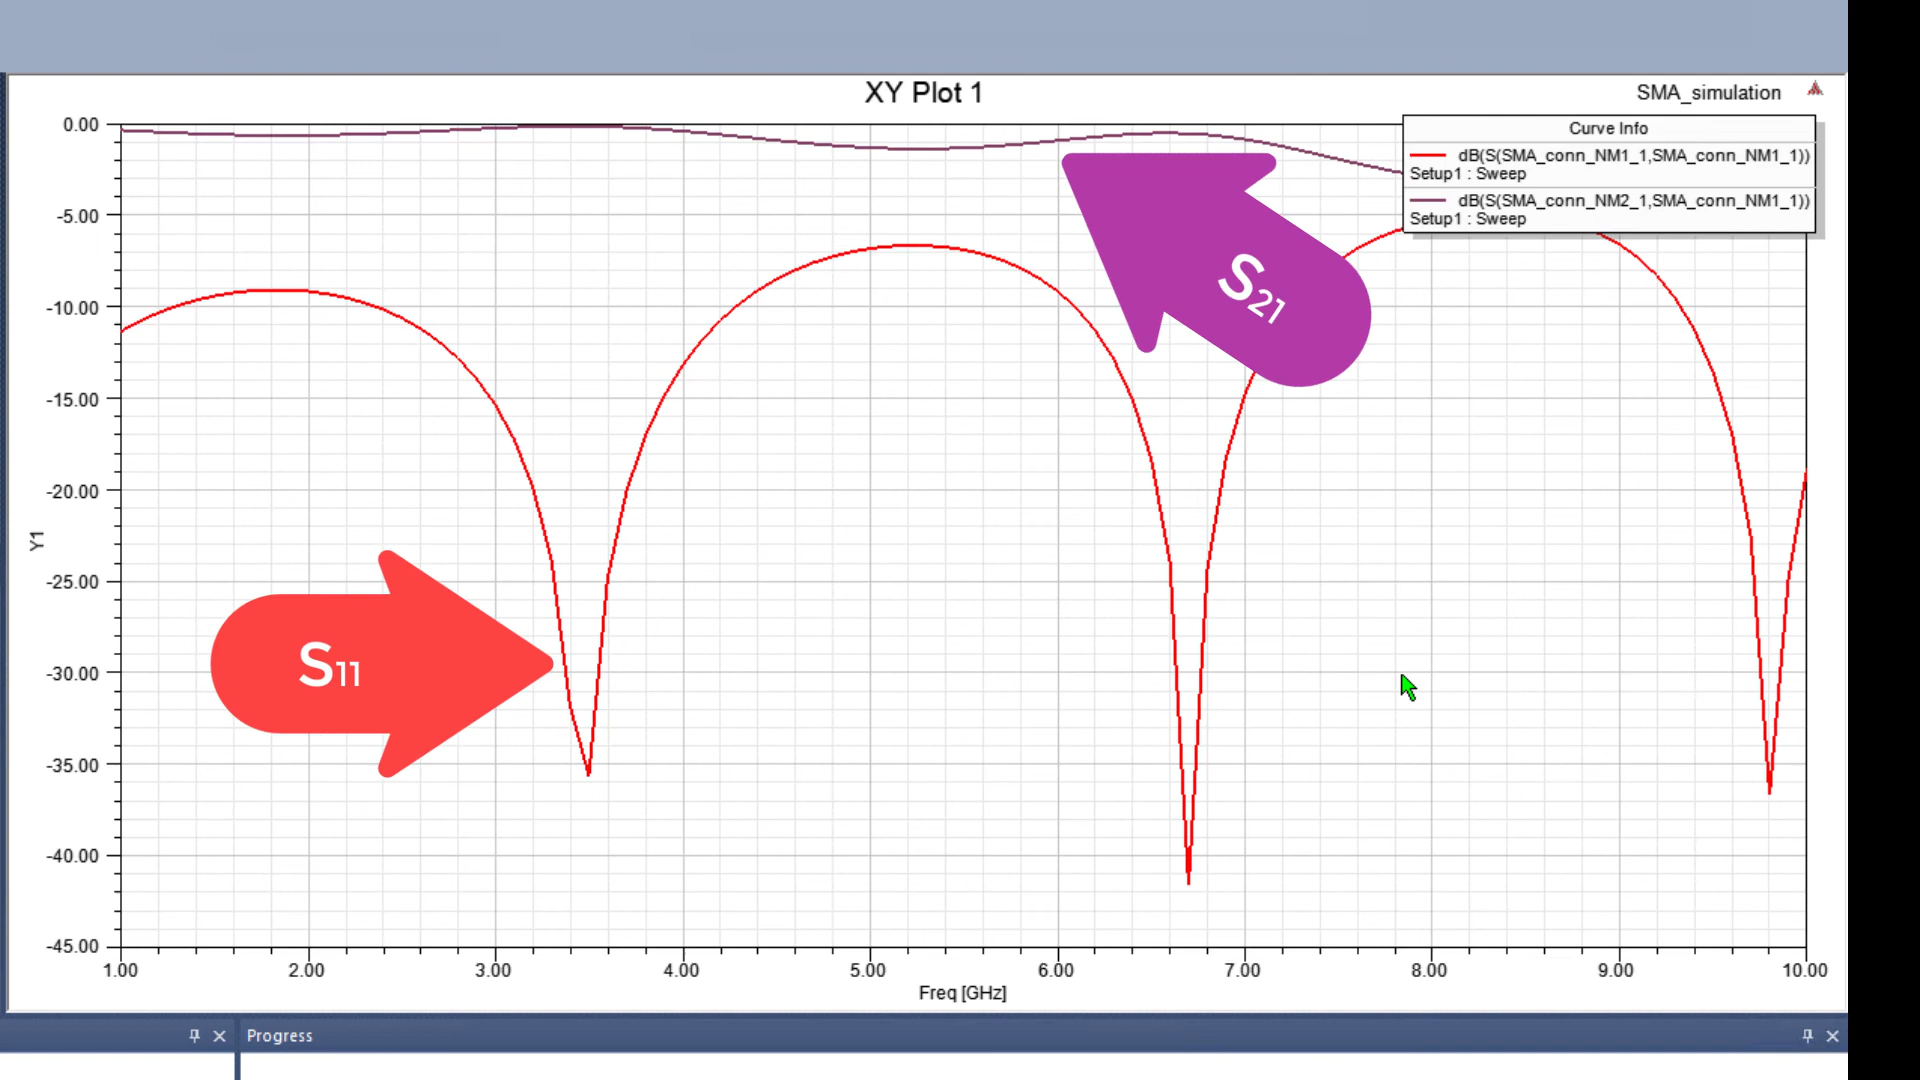 XY Plot 1
SMA_simulation
Curve Info
dB(S(SMA_conn_NM1_1,SMA_conn_NM1_1))
Setup1 : Sweep
dB(S(SMA_conn_NM2_1,SMA_conn_NM1_1))
Setup1 : Sweep
0.00
-5.00
-10.00
-15.00
-20.00
-25.00
-30.00
-35.00
-40.00
-45.00
Y1
S21
S11
1.00 2.00 3.00 4.00 5.00 6.00 7.00 8.00 9.00 10.00
Freq [GHz]
Progress